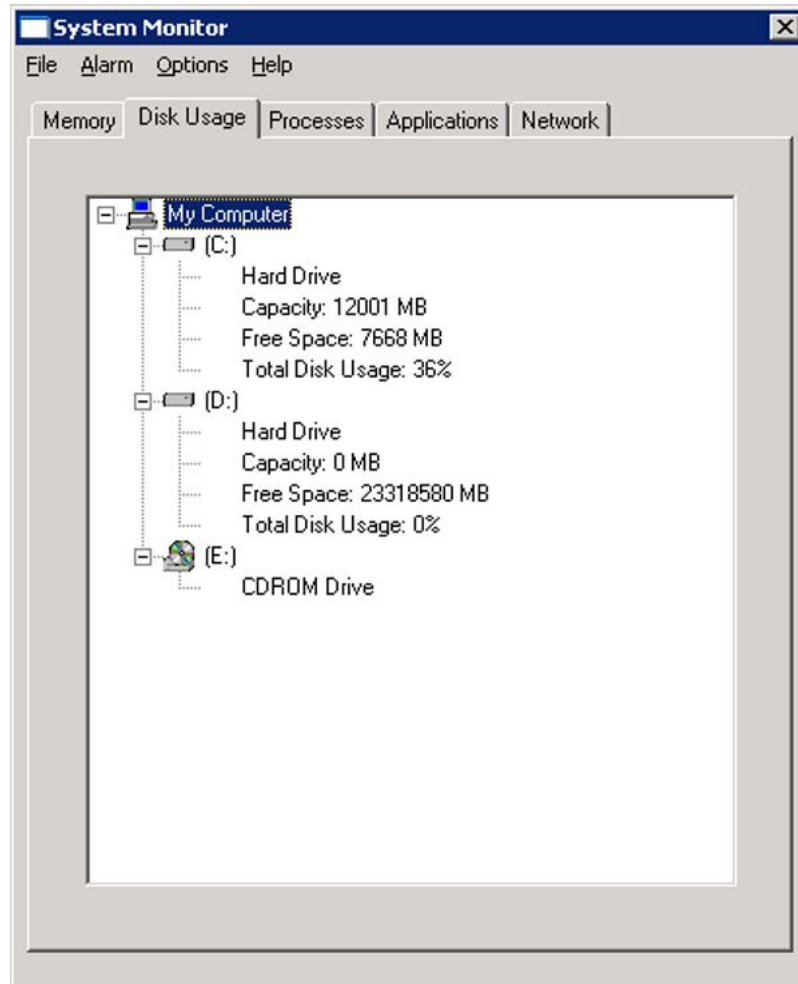 System Monitor
File Alarm Options Help
Memory Disk Usage Processes Applications Network
My Computer
(C:)
Hard Drive
Capacity: 12001 MB
Free Space: 7668 MB
Total Disk Usage: 36%
(D:)
Hard Drive
Capacity: 0 MB
Free Space: 23318580 MB
Total Disk Usage: 0%
(E:)
CDROM Drive